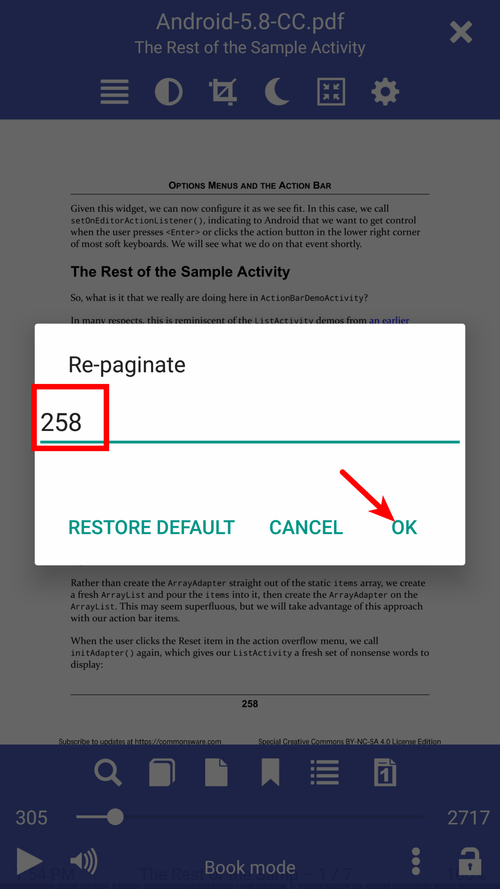 Android-5.8-CC.pdf
The Rest of the Sample Activity
OPTIONS MENUS AND THE ACTION BAR
Given this widget, we can now configure it as we see fit. In this case, we call
setOnEditorActionListener(), indicating to Android that we want to get control
when the user presses <Enter> or clicks the action button in the lower right corner
of most soft keyboards. We will see what we do on that event shortly.
The Rest of the Sample Activity
So, what is it that we really are doing here in ActionBarDemoActivity?
In many respects, this is reminiscent of the ListActivity demos from an earlier
Re-paginate
258
RESTORE DEFAULT CANCEL OK
Rather than create the ArrayAdapter straight out of the static items array, we create
a fresh ArrayList and pour the items into it, then create the ArrayAdapter on the
ArrayList. This may seem superfluous, but we will take advantage of this approach
with our action bar items.
When the user clicks the Reset item in the action overflow menu, we call
initAdapter() again, which gives our ListActivity a fresh set of nonsense words to
display:
258
Subscribe to updates at https://commonsware.com Special Creative Commons BY-NC-SA 4.0 License Edition
1
305 2717
Book mode